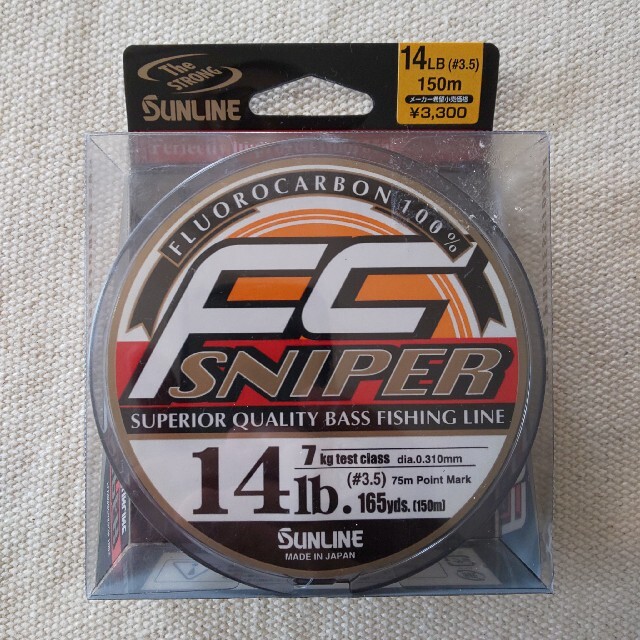 The STRONG
SUNLINE
14LB (#3.5)
150m
メーカー希望小売価格
¥3,300
FLUOROCARBON 100%
FC
SNIPER
SUPERIOR QUALITY BASS FISHING LINE
7 kg test class dia.0.310mm
14lb. (#3.5) 75m Point Mark
165yds.(150m)
SUNLINE
MADE IN JAPAN